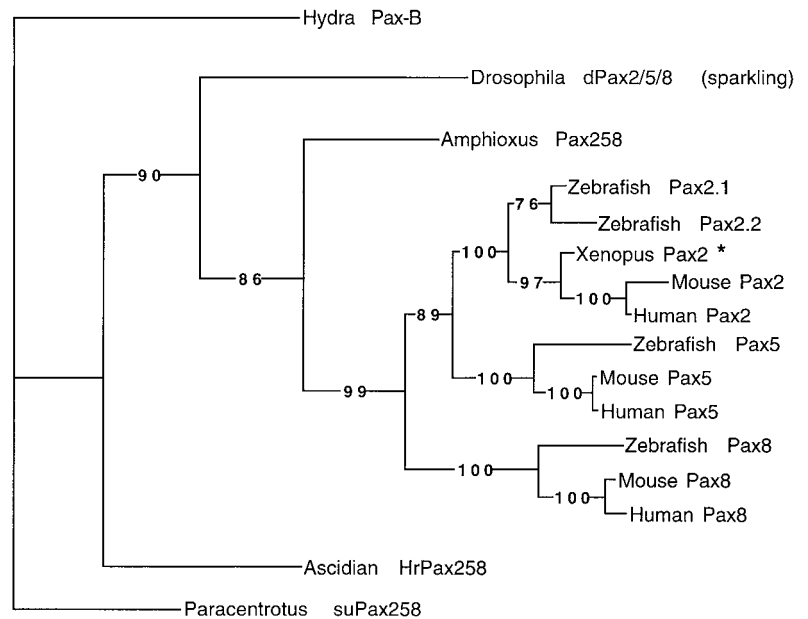 Hydra Pax-B
Drosophila dPax2/5/8 (sparkling)
Amphioxus Pax258
90
Zebrafish Pax2.1
76
Zebrafish Pax2.2
100
Xenopus Pax2 *
86
97
Mouse Pax2
100
Human Pax2
89
Zebrafish Pax5
100
Mouse Pax5
99
100
Human Pax5
Zebrafish Pax8
100
Mouse Pax8
100
Human Pax8
Ascidian HrPax258
Paracentrotus suPax258